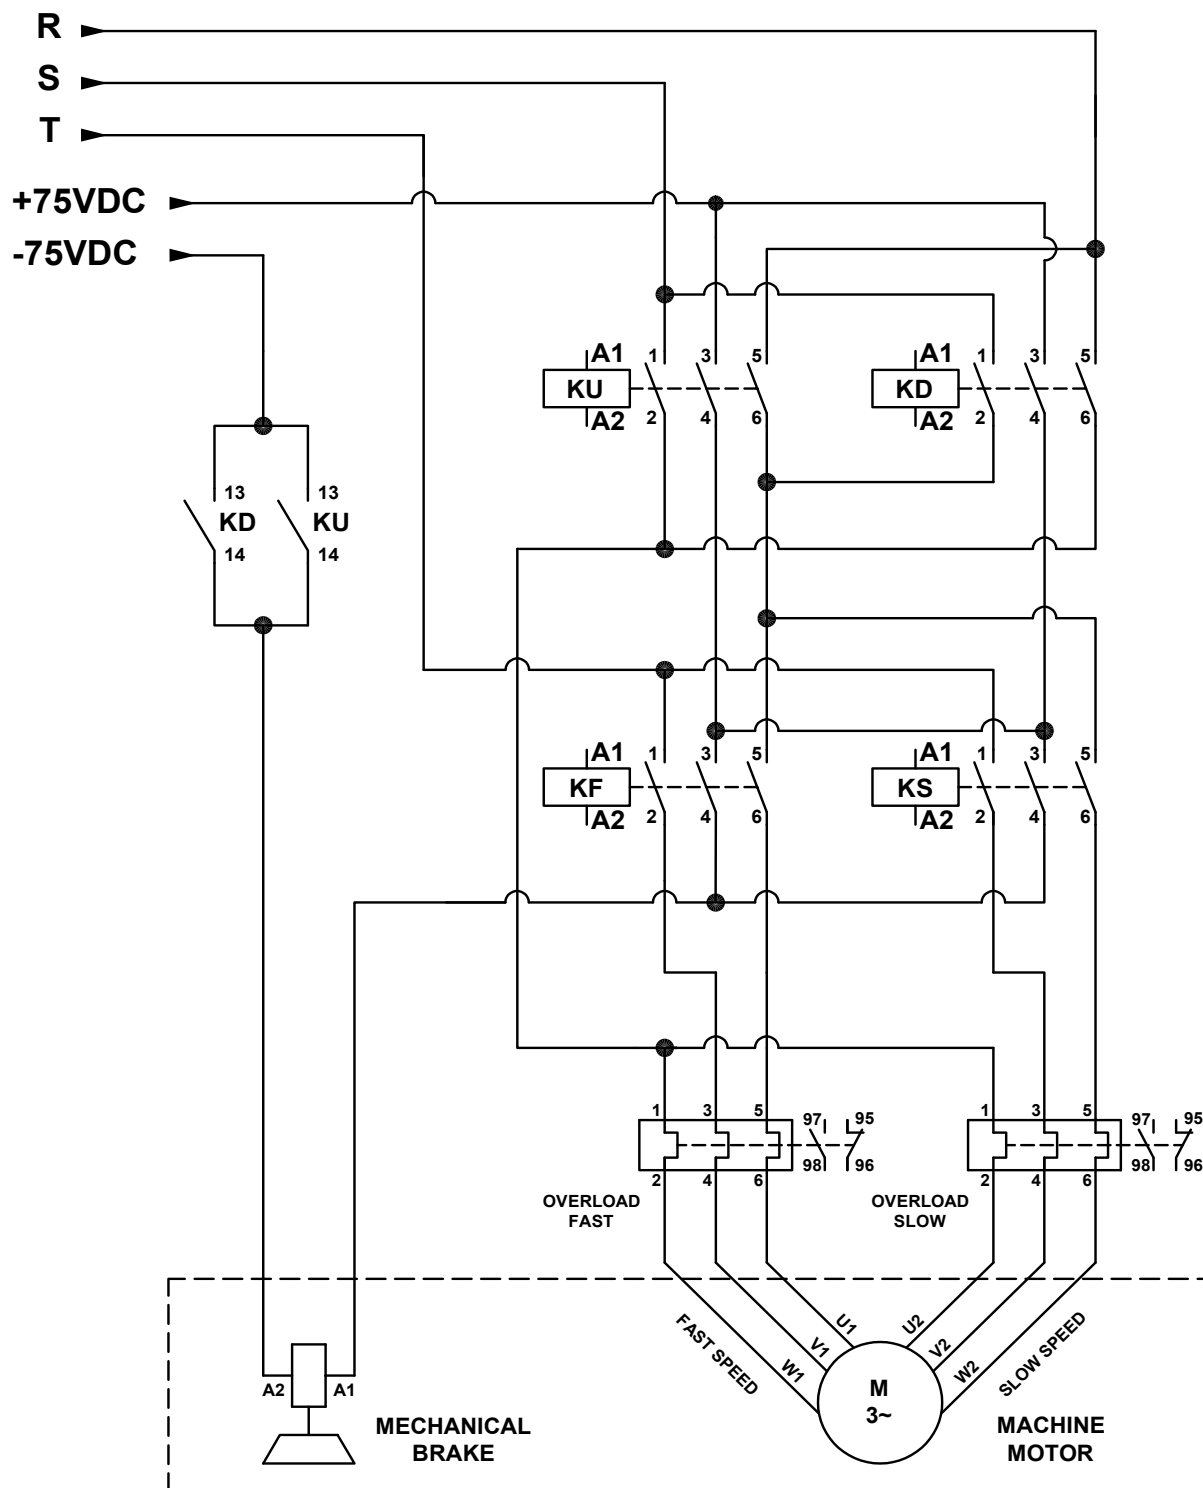 R
S
T
+75VDC
-75VDC
A1 1 3 5 A1 1 3 5
KU KD
A2 2 4 6 A2 2 4 6
13 13
KD KU
14 14
A1 1 3 5 A1 1 3 5
KF KS
A2 2 4 6 A2 2 4 6
1 3 5 97 95 1 3 5 97 95
2 4 6 98 96 2 4 6 98 96
OVERLOAD
FAST
OVERLOAD
SLOW
FAST SPEED
W1
V1
U1
U2
V2
W2
SLOW SPEED
A2 A1
M
3~
MECHANICAL
BRAKE
MACHINE
MOTOR